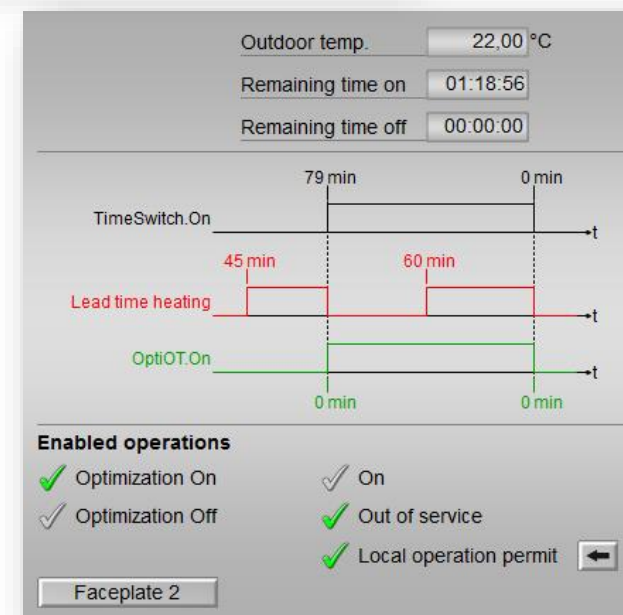 Outdoor temp. 22,00 °C
Remaining time on 01:18:56
Remaining time off 00:00:00
79 min 0 min
TimeSwitch.On
t
45 min 60 min
Lead time heating
t
OptiOT.On
t
0 min 0 min
Enabled operations
Optimization On On
Optimization Off Out of service
Local operation permit
Faceplate 2